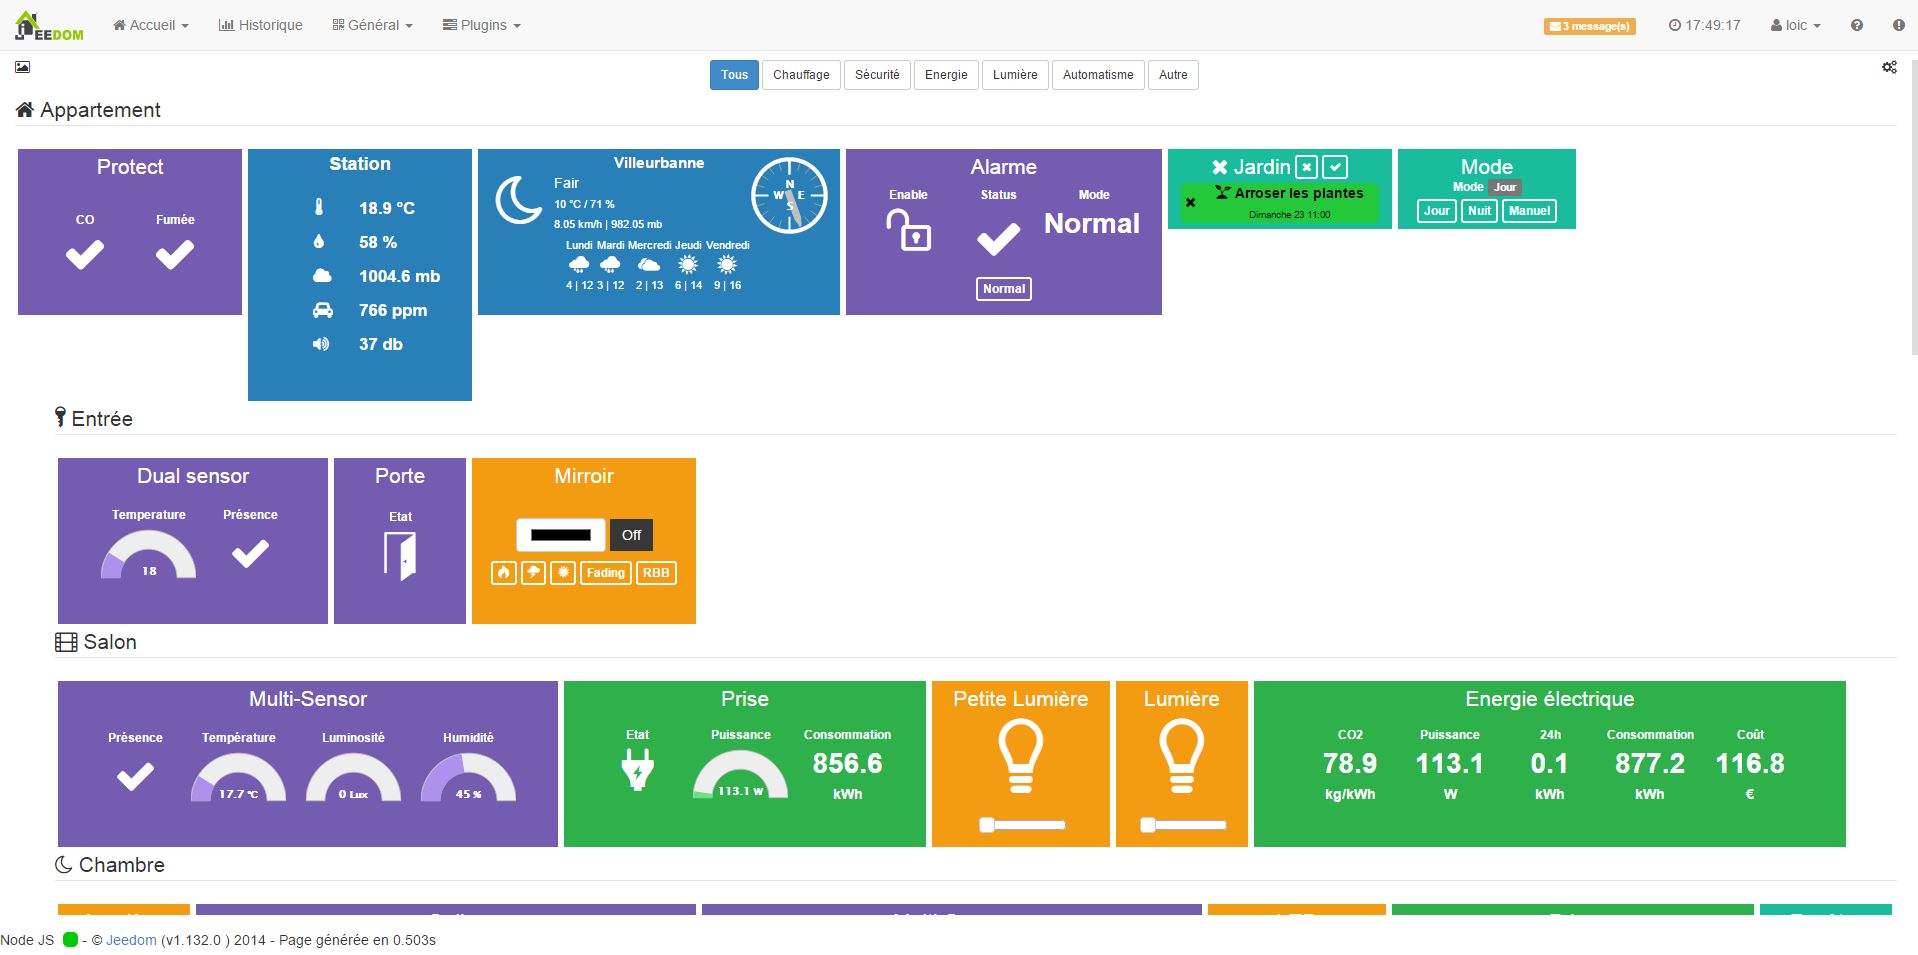 JEEDOM Accueil Historique Général Plugins 3 message(s) 17:49:17 loic
Tous Chauffage Sécurité Energie Lumière Automatisme Autre
Appartement
Protect
CO Fumée
Station
18.9 °C
58 %
1004.6 mb
766 ppm
37 db
Villeurbanne
Fair
10 °C / 71 %
8.05 km/h | 982.05 mb
N
W E
S
Lundi Mardi Mercredi Jeudi Vendredi
4 | 12 3 | 12 2 | 13 6 | 14 9 | 16
Alarme
Enable Status Mode
Normal
Normal
Jardin
Arroser les plantes
Dimanche 23 11:00
Mode
Mode Jour
Jour Nuit Manuel
Entrée
Dual sensor
Temperature Présence
18
Porte
Etat
Mirroir
Off
Fading RBB
Salon
Multi-Sensor
Présence Température Luminosité Humidité
17.7 °C 0 Lux 45 %
Prise
Etat Puissance Consommation
113.1 W 856.6
kWh
Petite Lumière
Lumière
Energie électrique
CO2 Puissance 24h Consommation Coût
78.9 113.1 0.1 877.2 116.8
kg/kWh W kWh kWh €
Chambre
Node JS - © Jeedom (v1.132.0 ) 2014 - Page générée en 0.503s